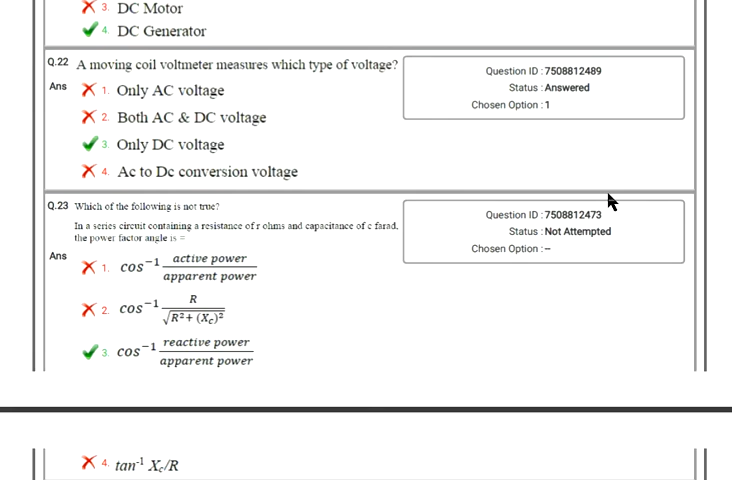 3. DC Motor
4. DC Generator
Q.22 A moving coil voltmeter measures which type of voltage?
Question ID : 7508812489
Status : Answered
Chosen Option : 1
Ans
1. Only AC voltage
2. Both AC & DC voltage
3. Only DC voltage
4. Ac to Dc conversion voltage
Q.23 Which of the following is not true?
In a series circuit containing a resistance of r ohms and capacitance of c farad,
the power factor angle is =
Question ID : 7508812473
Status : Not Attempted
Chosen Option : --
Ans
1. cos⁻¹ active power / apparent power
2. cos⁻¹ R / √R² + (Xc)²
3. cos⁻¹ reactive power / apparent power
4. tan⁻¹ Xc/R